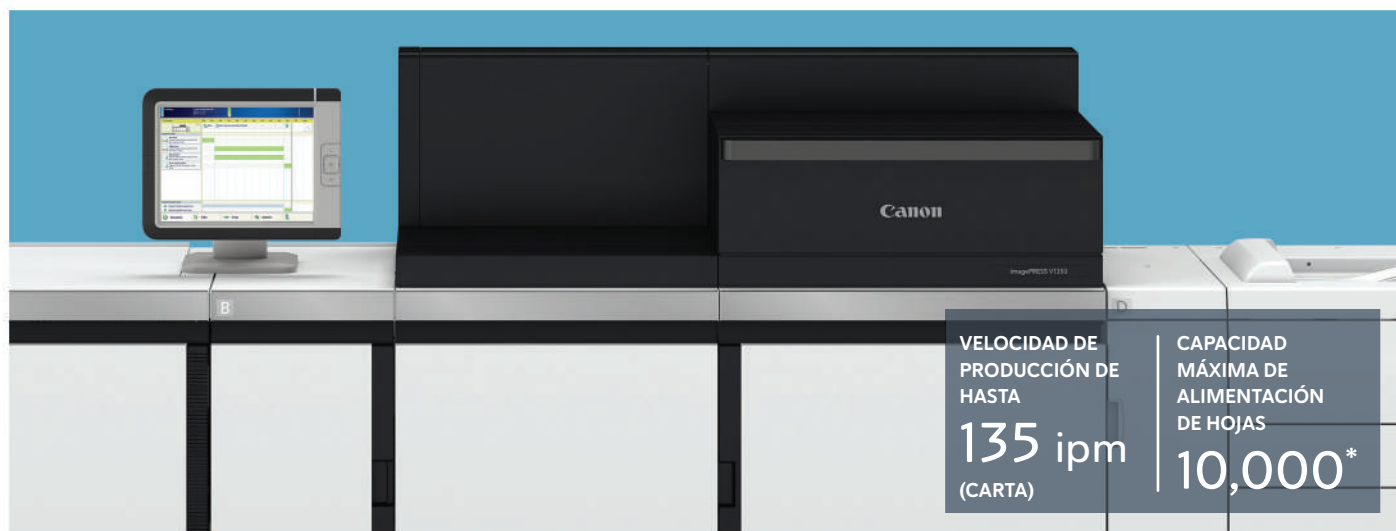 Canon
imagePRESS V1350
B
D
VELOCIDAD DE
PRODUCCIÓN DE
HASTA
135 ipm
(CARTA)
CAPACIDAD
MÁXIMA DE
ALIMENTACIÓN
DE HOJAS
10,000*